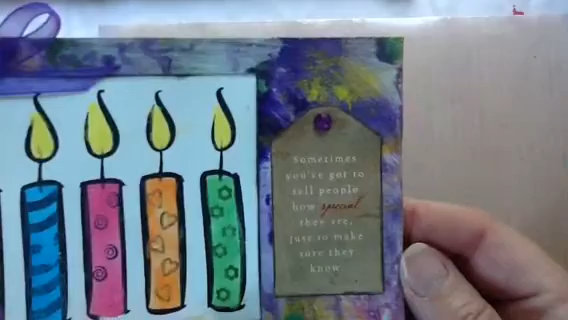 Sometimes
you've got to
tell people
how special
they are,
just to make
sure they
know.